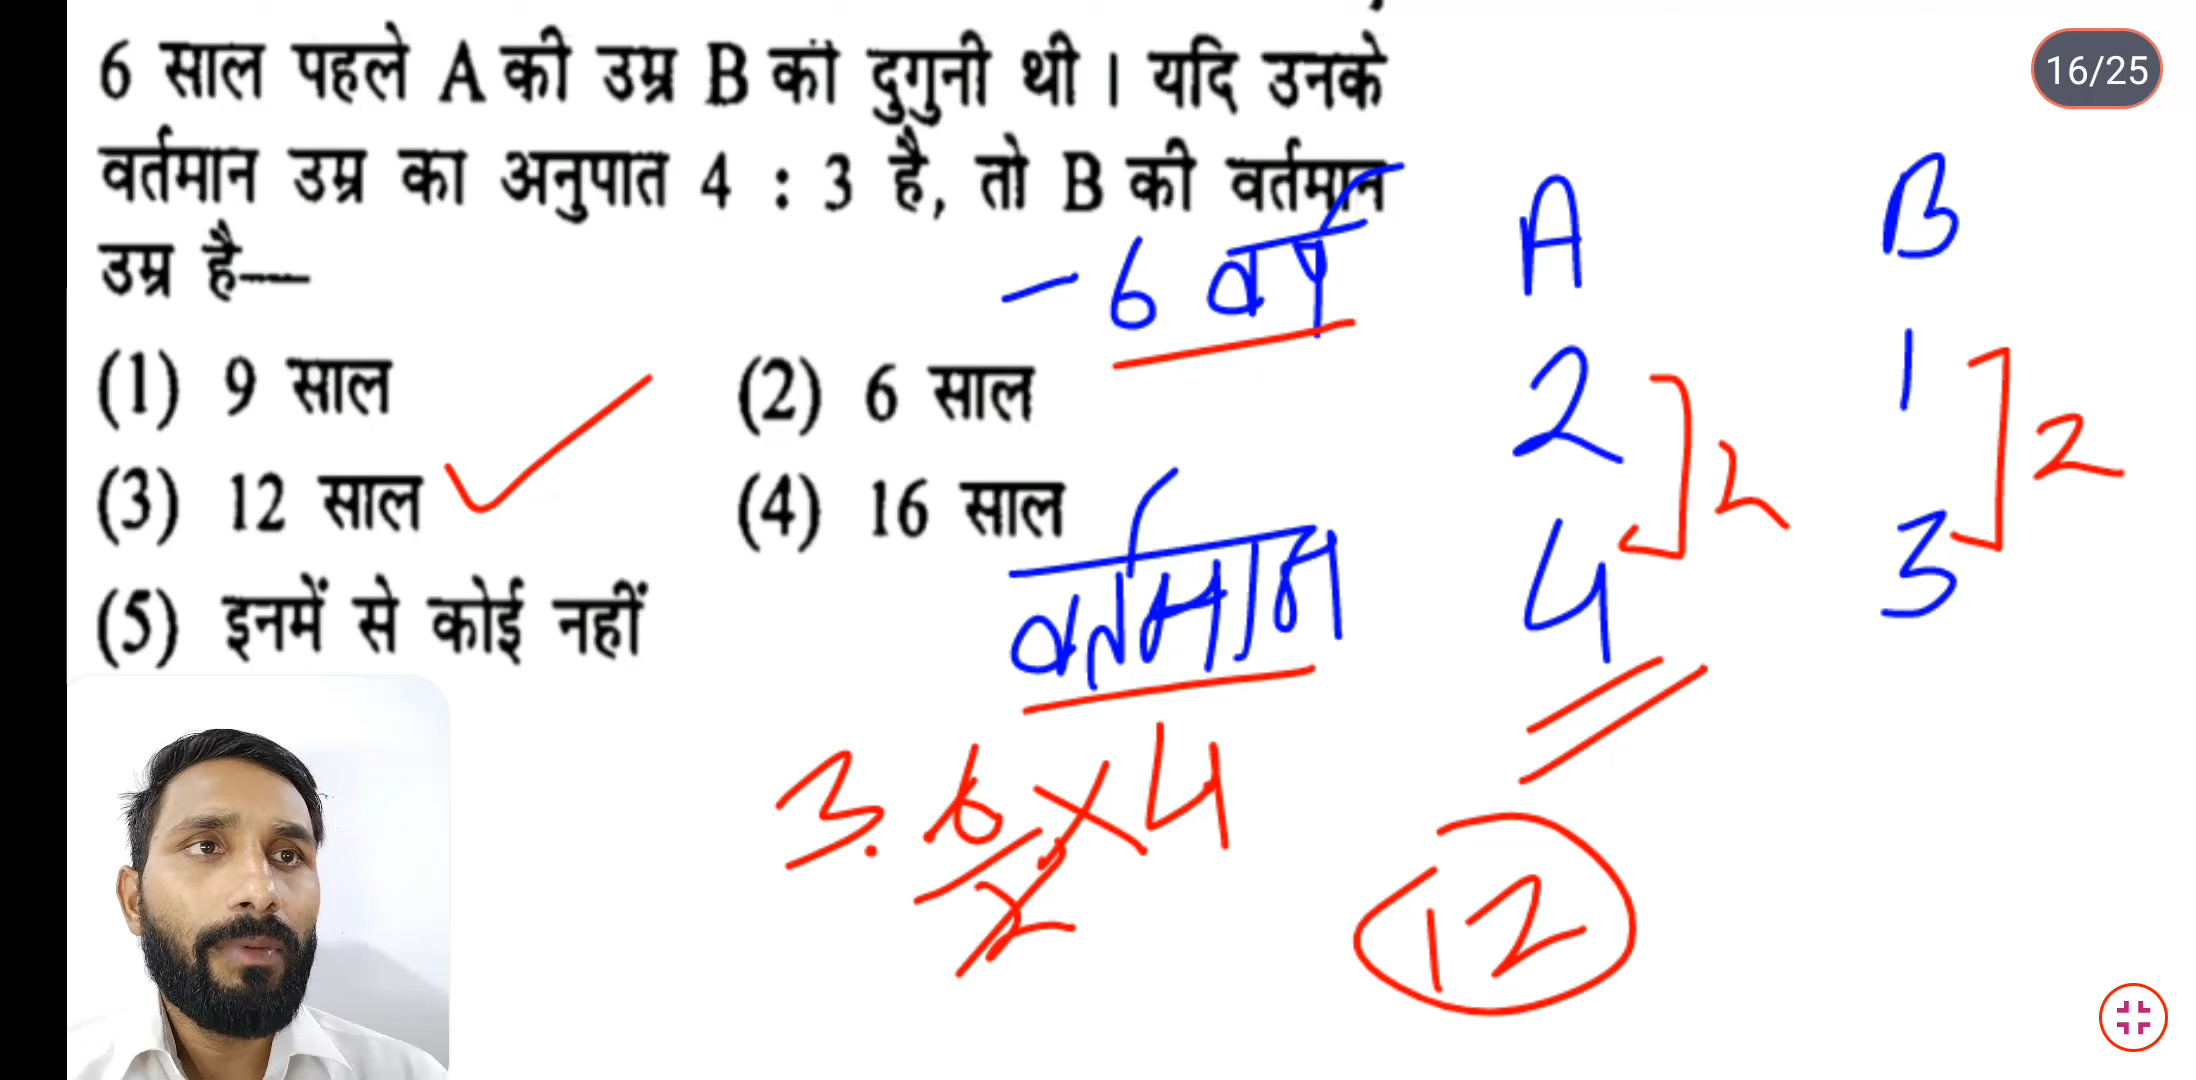 6 साल पहले A की उम्र B की दुगुनी थी । यदि उनके
वर्तमान उम्र का अनुपात 4 : 3 है, तो B की वर्तमान
उम्र है—
(1) 9 साल
(2) 6 साल
(3) 12 साल
(4) 16 साल
(5) इनमें से कोई नहीं
16/25
A B
- 6 वर्ष
2 1
2 2
वर्तमान
4 3
3. 6/2 × 4
12